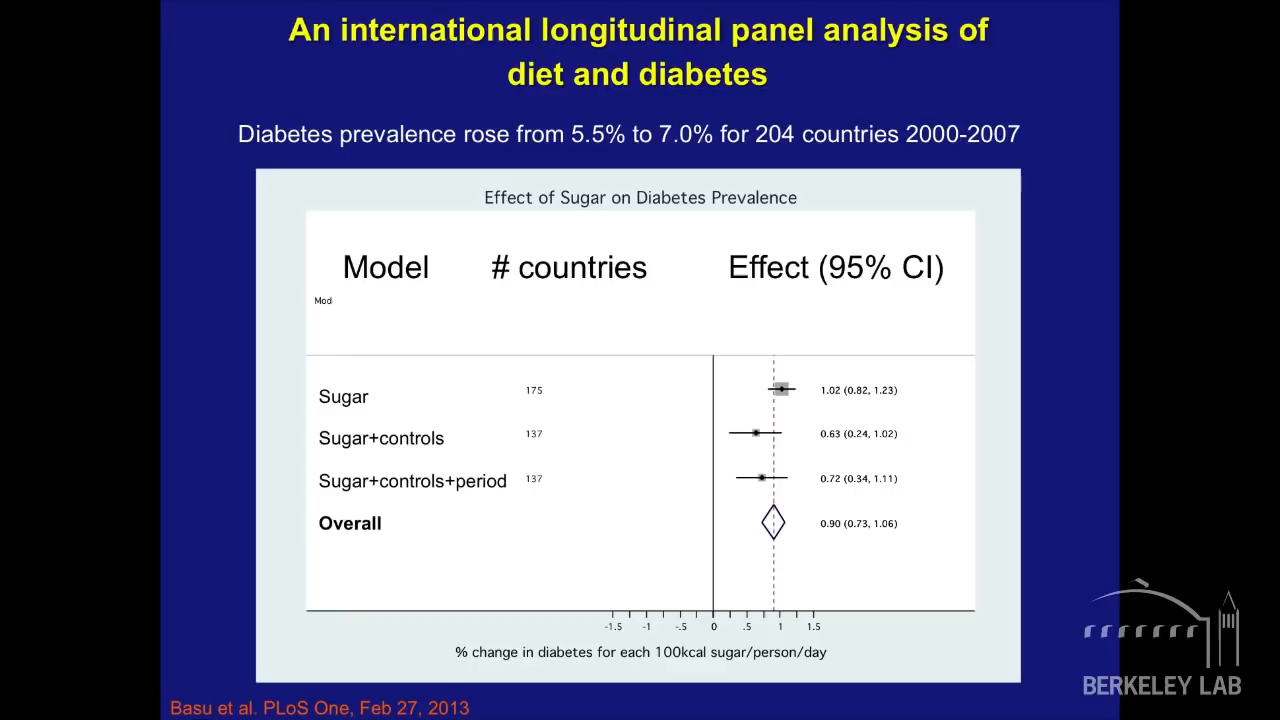 An international longitudinal panel analysis of
diet and diabetes
Diabetes prevalence rose from 5.5% to 7.0% for 204 countries 2000-2007
Effect of Sugar on Diabetes Prevalence
Model # countries Effect (95% CI)
Mod
Sugar 175 1.02 (0.82, 1.23)
Sugar+controls 137 0.63 (0.24, 1.02)
Sugar+controls+period 137 0.72 (0.34, 1.11)
Overall 0.90 (0.73, 1.06)
-1.5 -1 -.5 0 .5 1 1.5
% change in diabetes for each 100kcal sugar/person/day
BERKELEY LAB
Basu et al. PLoS One, Feb 27, 2013